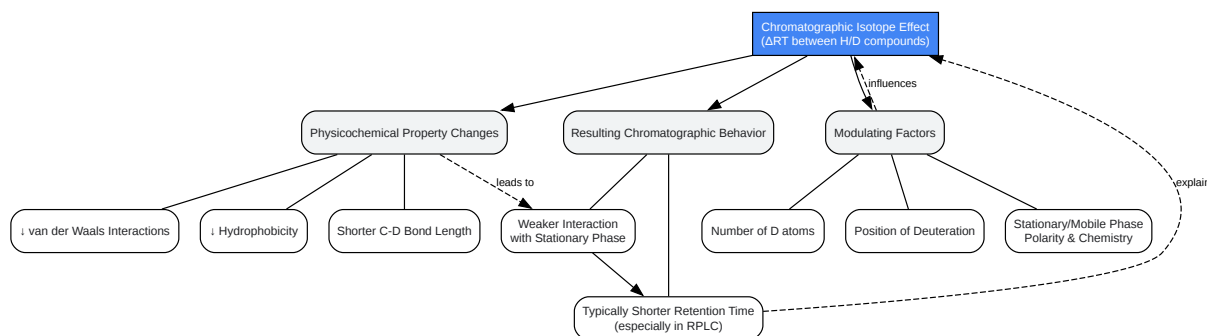 Chromatographic Isotope Effect
(ΔRT between H/D compounds)
influences
Physicochemical Property Changes
Resulting Chromatographic Behavior
Modulating Factors
leads to
explain
↓ van der Waals Interactions
↓ Hydrophobicity
Shorter C-D Bond Length
Weaker Interaction
with Stationary Phase
Number of D atoms
Position of Deuteration
Stationary/Mobile Phase
Polarity & Chemistry
Typically Shorter Retention Time
(especially in RPLC)